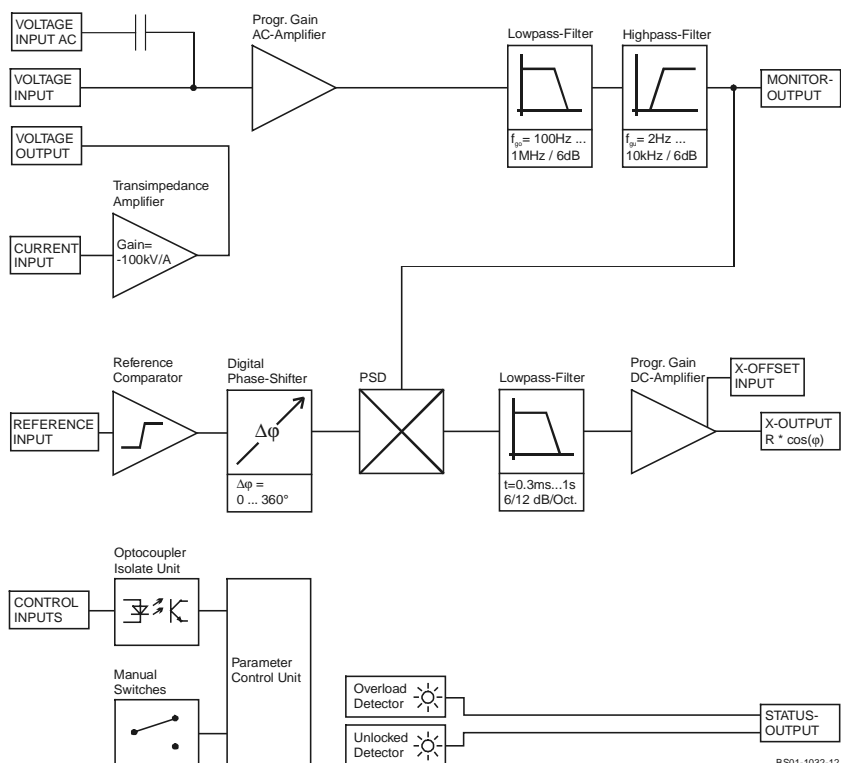 VOLTAGE
INPUT AC
Progr. Gain
AC-Amplifier
Lowpass-Filter
Highpass-Filter
VOLTAGE
INPUT
MONITOR-
OUTPUT
VOLTAGE
OUTPUT
fgo= 100Hz ...
1MHz / 6dB
fgu= 2Hz ...
10kHz / 6dB
Transimpedance
Amplifier
CURRENT
INPUT
Gain=
-100kV/A
Reference
Comparator
Digital
Phase-Shifter
PSD
Lowpass-Filter
Progr. Gain
DC-Amplifier
X-OFFSET
INPUT
REFERENCE
INPUT
Δφ
X-OUTPUT
R * cos(φ)
Δφ =
0 ... 360°
t=0.3ms...1s
6/12 dB/Oct.
Optocoupler
Isolate Unit
CONTROL
INPUTS
Parameter
Control Unit
Manual
Switches
Overload
Detector
Unlocked
Detector
STATUS-
OUTPUT
BS01-1032-12